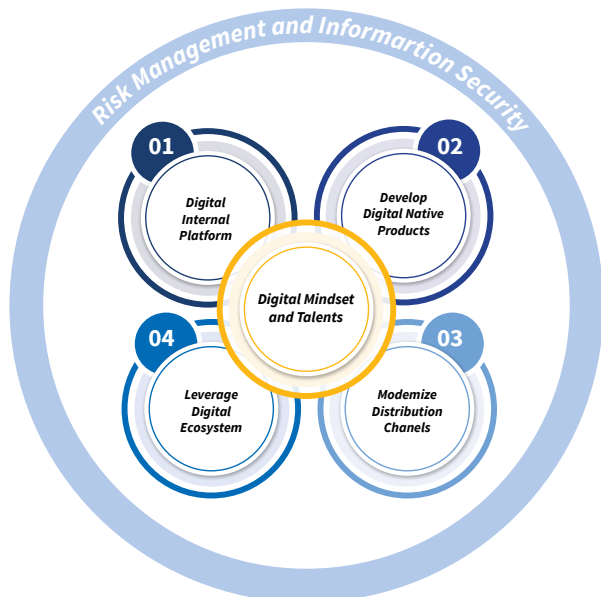 Risk Management and Informartion Security
01
Digital
Internal
Platform
02
Develop
Digital Native
Products
Digital Mindset
and Talents
04
Leverage
Digital
Ecosystem
03
Modemize
Distribution
Chanels